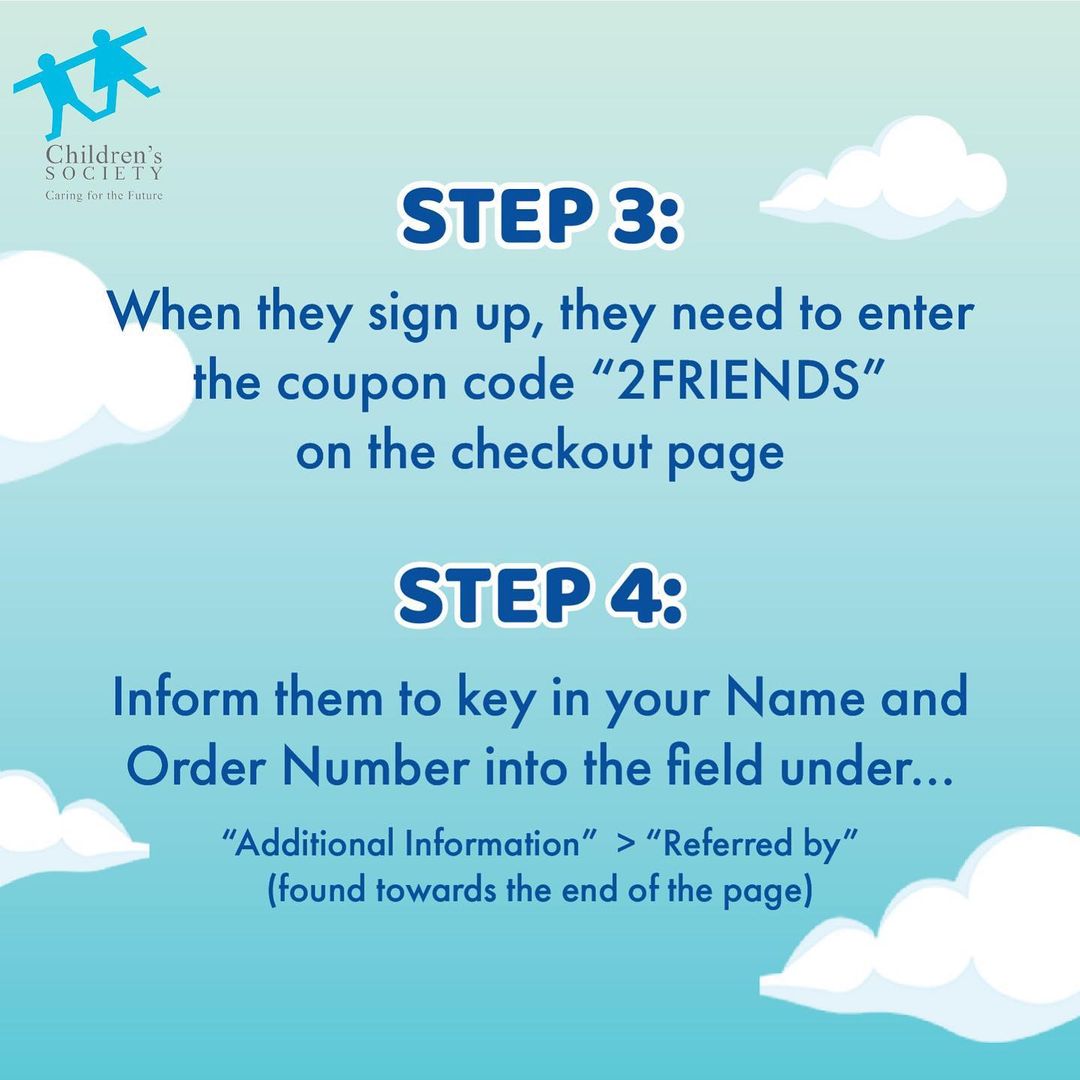 Children's
SOCIETY
Caring for the Future
STEP 3:
When they sign up, they need to enter
the coupon code “2FRIENDS”
on the checkout page
STEP 4:
Inform them to key in your Name and
Order Number into the field under...
“Additional Information” > “Referred by”
(found towards the end of the page)